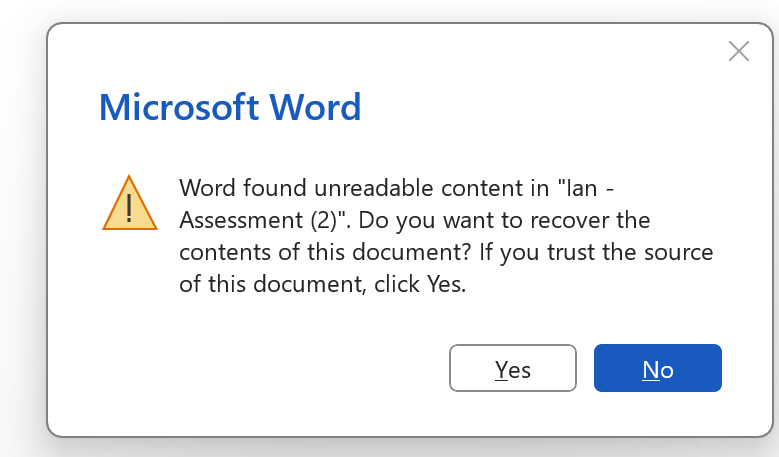 Microsoft Word
Word found unreadable content in "Ian -
Assessment (2)". Do you want to recover the
contents of this document? If you trust the source
of this document, click Yes.
Yes
No